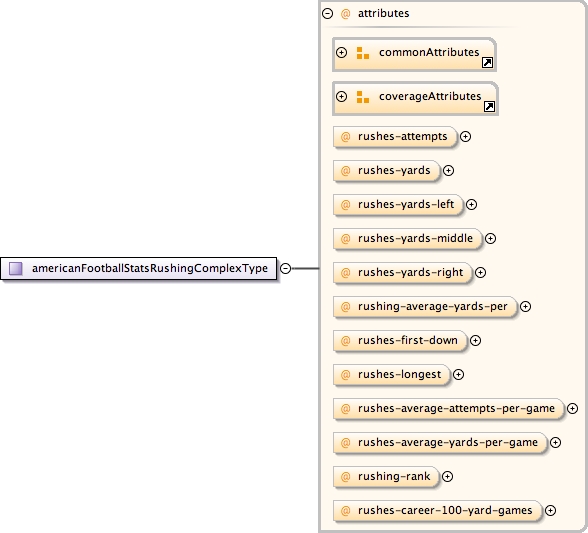 @ attributes
commonAttributes
coverageAttributes
@ rushes-attempts
@ rushes-yards
@ rushes-yards-left
@ rushes-yards-middle
americanFootballStatsRushingComplexType
@ rushes-yards-right
@ rushing-average-yards-per
@ rushes-first-down
@ rushes-longest
@ rushes-average-attempts-per-game
@ rushes-average-yards-per-game
@ rushing-rank
@ rushes-career-100-yard-games